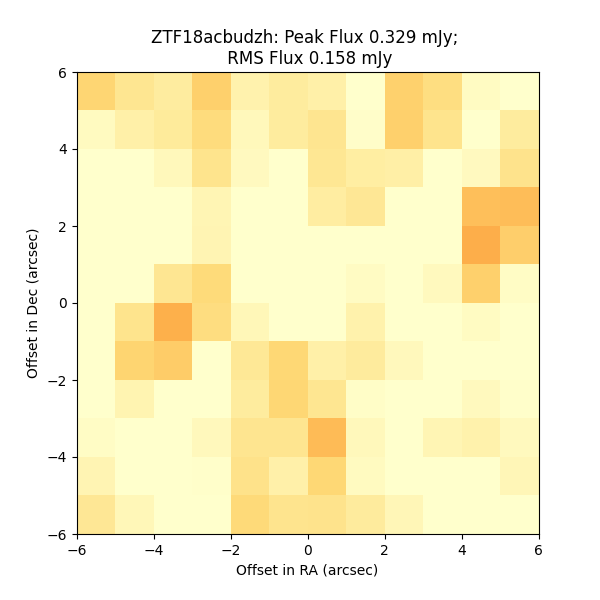 ZTF18acbudzh: Peak Flux 0.329 mJy;
RMS Flux 0.158 mJy
6
4
2
0
−2
−4
−6
Offset in Dec (arcsec)
−6 −4 −2 0 2 4 6
Offset in RA (arcsec)